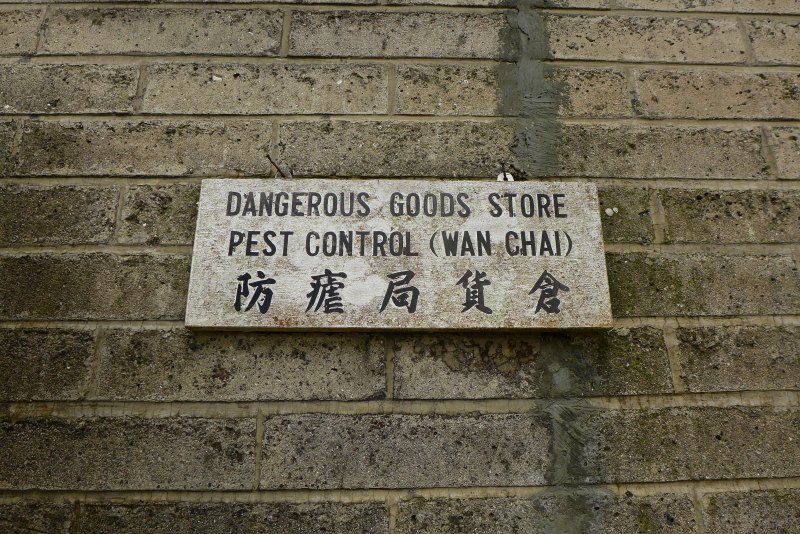 DANGEROUS GOODS STORE
PEST CONTROL (WAN CHAI)
防瘧局貨倉